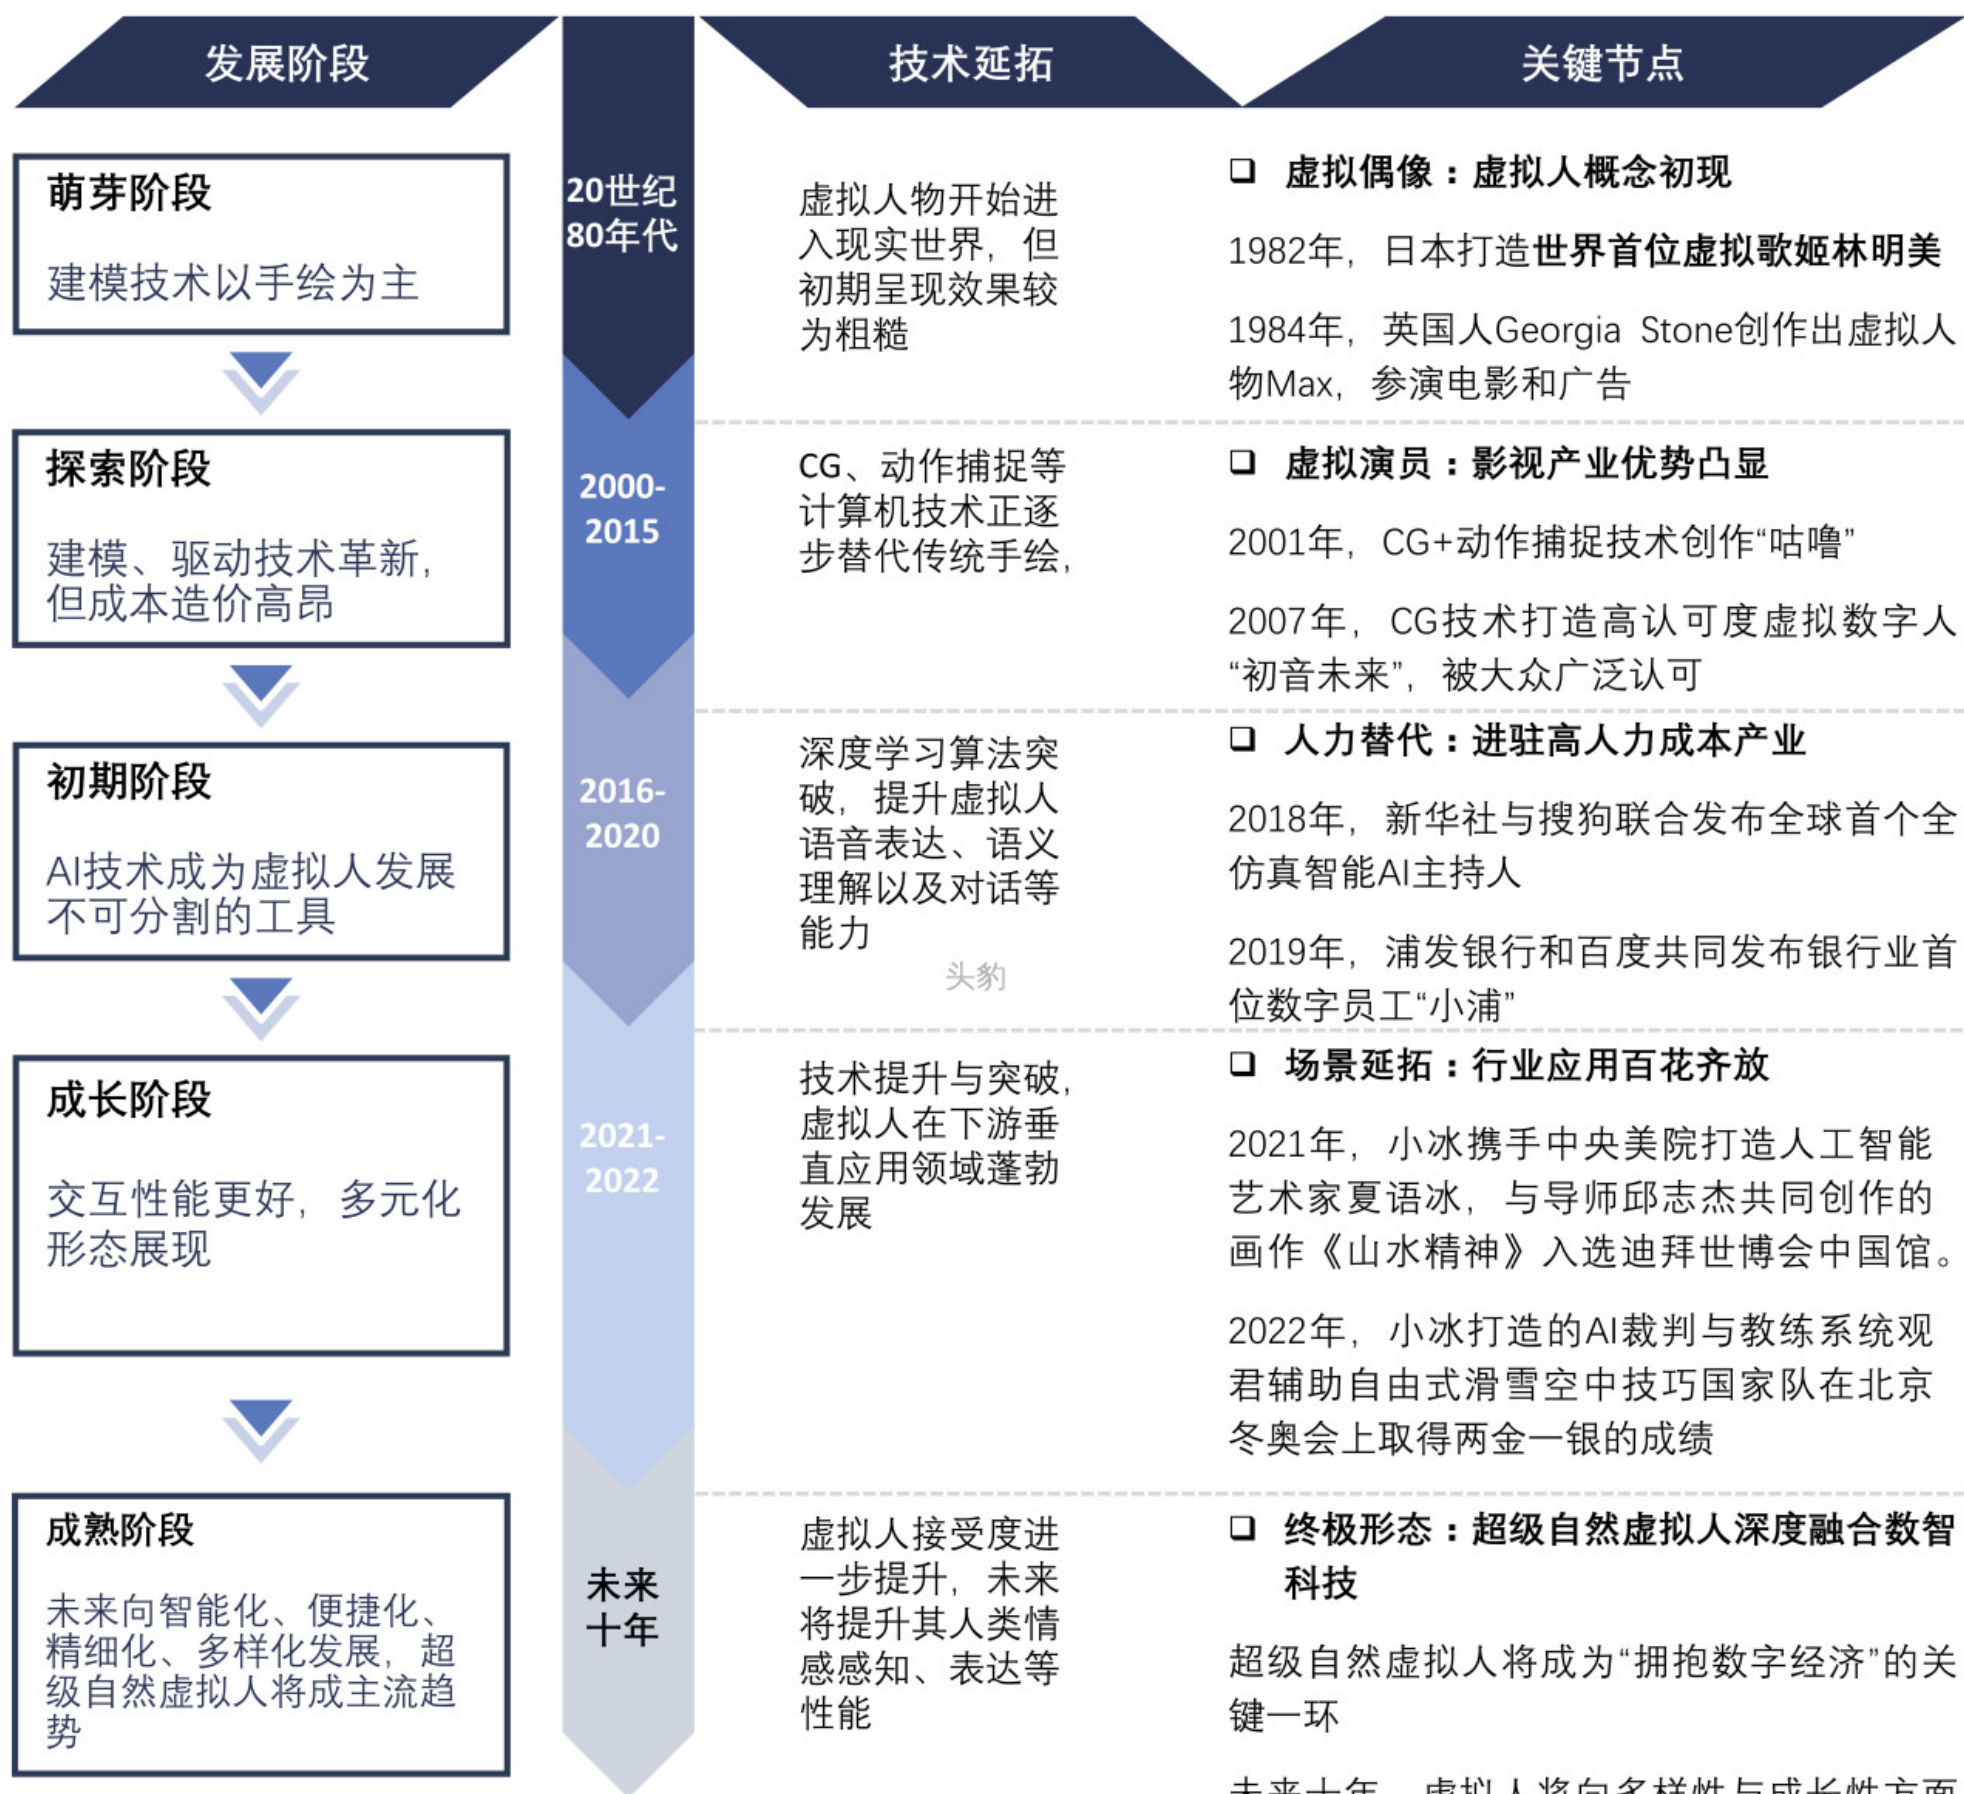 发展阶段
技术延拓
关键节点
萌芽阶段
建模技术以手绘为主
20世纪
80年代
虚拟人物开始进
入现实世界，但
初期呈现效果较
为粗糙
虚拟偶像：虚拟人概念初现
1982年，日本打造世界首位虚拟歌姬林明美
1984年，英国人Georgia Stone创作出虚拟人
物Max，参演电影和广告
探索阶段
建模、驱动技术革新，
但成本造价高昂
2000-
2015
CG、动作捕捉等
计算机技术正逐
步替代传统手绘，
虚拟演员：影视产业优势凸显
2001年，CG+动作捕捉技术创作“咕噜”
2007年，CG技术打造高认可度虚拟数字人
“初音未来”，被大众广泛认可
初期阶段
AI技术成为虚拟人发展
不可分割的工具
2016-
2020
深度学习算法突
破，提升虚拟人
语音表达、语义
理解以及对话等
能力
头豹
人力替代：进驻高人力成本产业
2018年，新华社与搜狗联合发布全球首个全
仿真智能AI主持人
2019年，浦发银行和百度共同发布银行业首
位数字员工“小浦”
成长阶段
交互性能更好，多元化
形态展现
2021-
2022
技术提升与突破，
虚拟人在下游垂
直应用领域蓬勃
发展
场景延拓：行业应用百花齐放
2021年，小冰携手中央美院打造人工智能
艺术家夏语冰，与导师邱志杰共同创作的
画作《山水精神》入选迪拜世博会中国馆。
2022年，小冰打造的AI裁判与教练系统观
君辅助自由式滑雪空中技巧国家队在北京
冬奥会上取得两金一银的成绩
成熟阶段
未来向智能化、便捷化、
精细化、多样化发展，超
级自然虚拟人将成主流趋
势
未来
十年
虚拟人接受度进
一步提升，未来
将提升其人类情
感感知、表达等
性能
终极形态：超级自然虚拟人深度融合数智
科技
超级自然虚拟人将成为“拥抱数字经济”的关
键一环
未来十年，虚拟人将向多样性与成长性方面